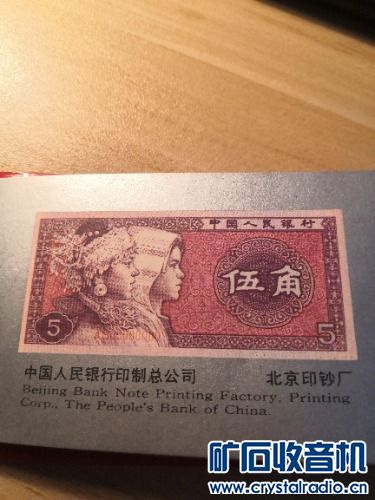 中国人民银行
伍角
5
5
中国人民银行印制总公司 北京印钞厂
Beijing Bank Note Printing Factory, Printing
Corp., The People's Bank of China.
矿石收音机
www.crystalradio.cn